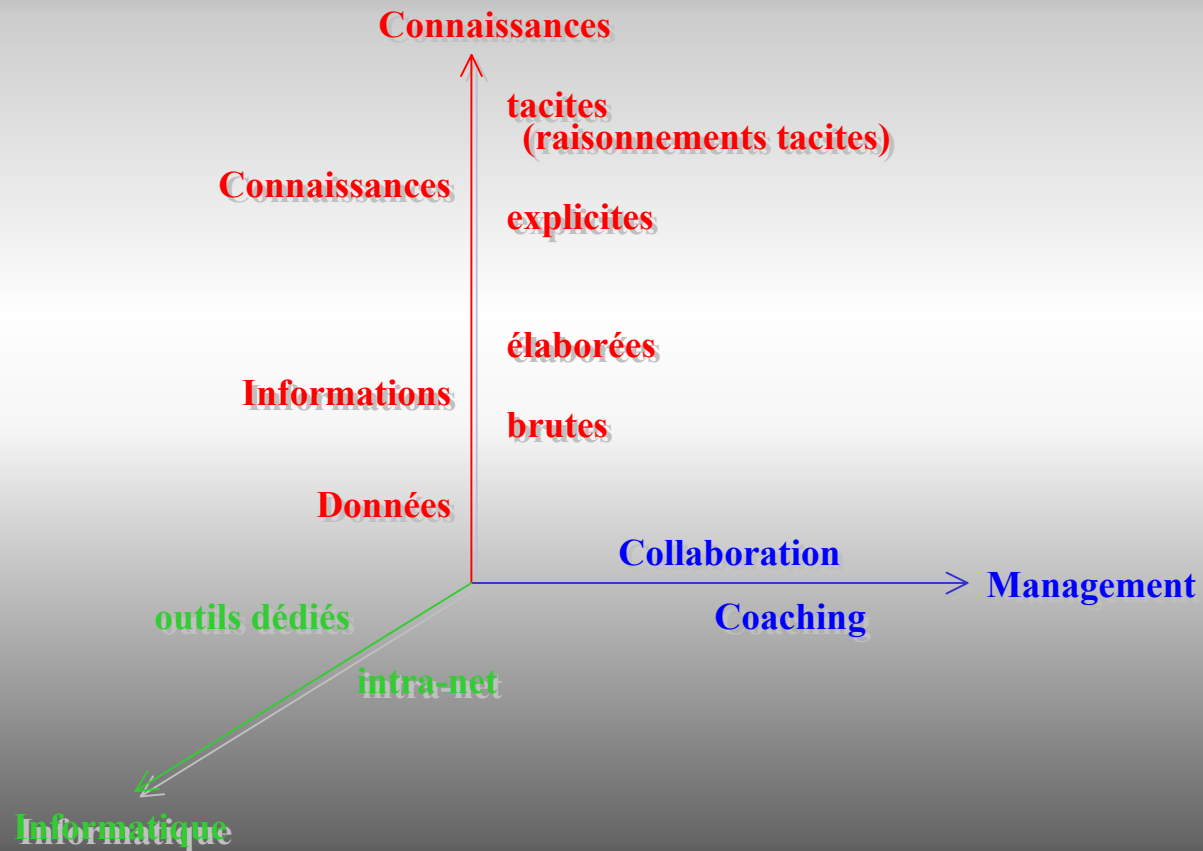 Connaissances
tacites
(raisonnements tacites)
Connaissances
explicites
élaborées
Informations
brutes
Données
Collaboration
Management
outils dédiés
Coaching
intra-net
Informatique